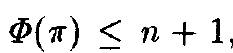 Φ(π) ≤ n + 1,